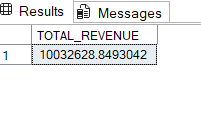 Results Messages
TOTAL_REVENUE
1 10032628.8493042